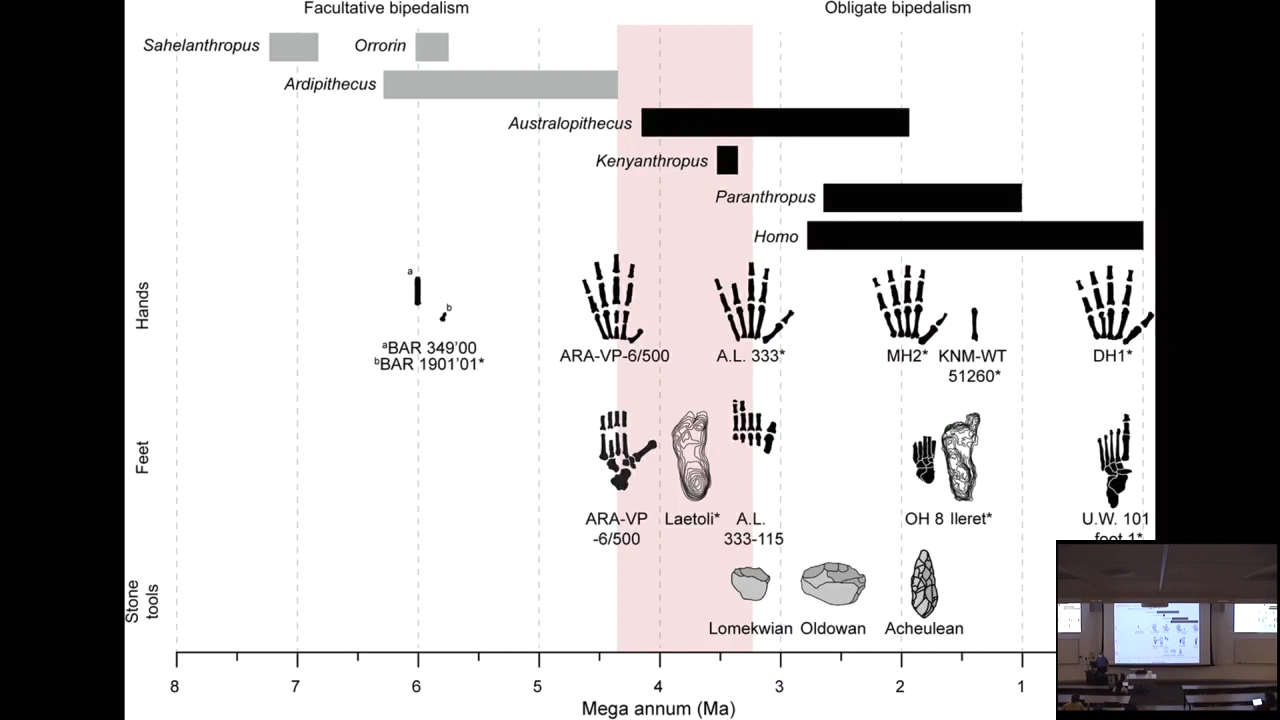 Facultative bipedalism
Obligate bipedalism
Sahelanthropus
Orrorin
Ardipithecus
Australopithecus
Kenyanthropus
Paranthropus
Homo
Hands
a
b
ᵃBAR 349'00
ᵇBAR 1901'01*
ARA-VP-6/500
A.L. 333*
MH2*
KNM-WT
51260*
DH1*
Feet
ARA-VP
-6/500
Laetoli*
A.L.
333-115
OH 8
Ileret*
U.W. 101
foot 1*
Stone
tools
Lomekwian
Oldowan
Acheulean
8
7
6
5
4
3
2
1
Mega annum (Ma)